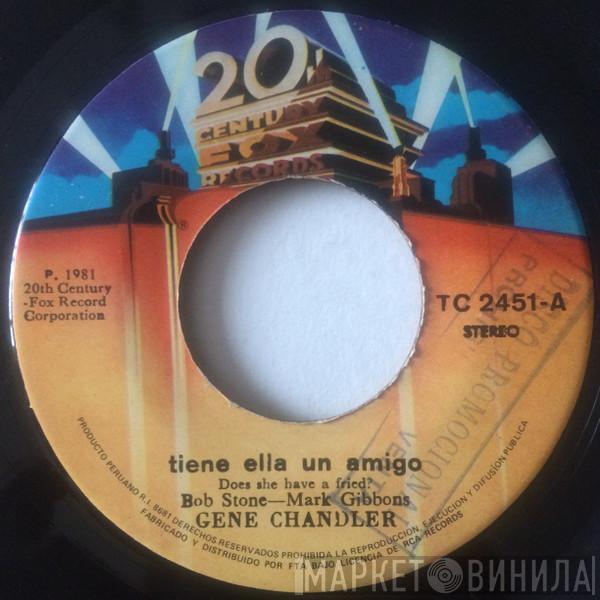 20th
CENTURY
FOX
RECORDS
®
P. 1981
20th Century
-Fox Record
Corporation
TC 2451-A
STEREO
DISCO PROMOCIONAL
tiene ella un amigo
Does she have a fried?
Bob Stone—Mark Gibbons
GENE CHANDLER
PRODUCTO PERUANO R.I. 8681 DERECHOS RESERVADOS PROHIBIDA LA REPRODUCCION, EJECUCION Y DIFUSIÓN PUBLICA
FABRICADO Y DISTRIBUIDO POR FTA BAJO LICENCIA DE RCA RECORDS
МАРКЕТ ВИНИЛА